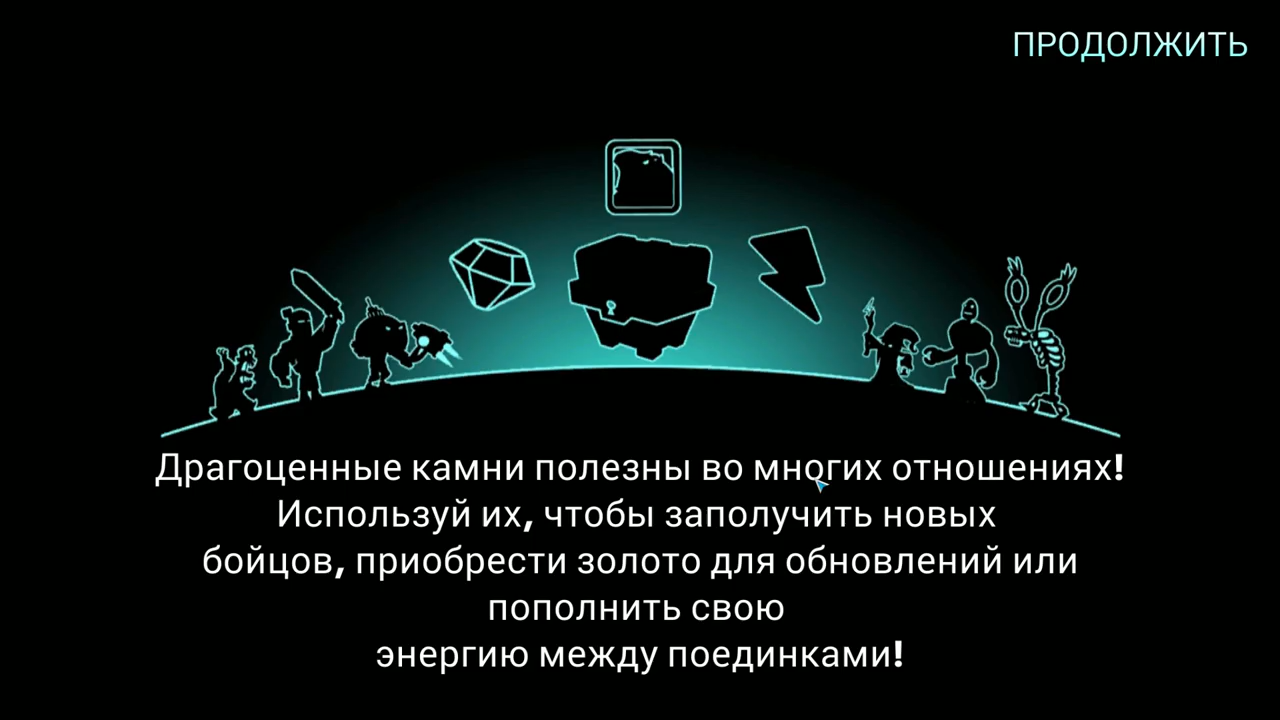 ПРОДОЛЖИТЬ
Драгоценные камни полезны во многих отношениях!
Используй их, чтобы заполучить новых
бойцов, приобрести золото для обновлений или
пополнить свою
энергию между поединками!